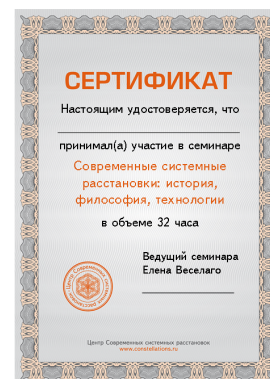 СЕРТИФИКАТ
Настоящим удостоверяется, что
принимал(а) участие в семинаре
Современные системные
расстановки: история,
философия, технологии
в объеме 32 часа
Ведущий семинара
Елена Веселаго
Центр Современных системных расстановок
www.constellations.ru